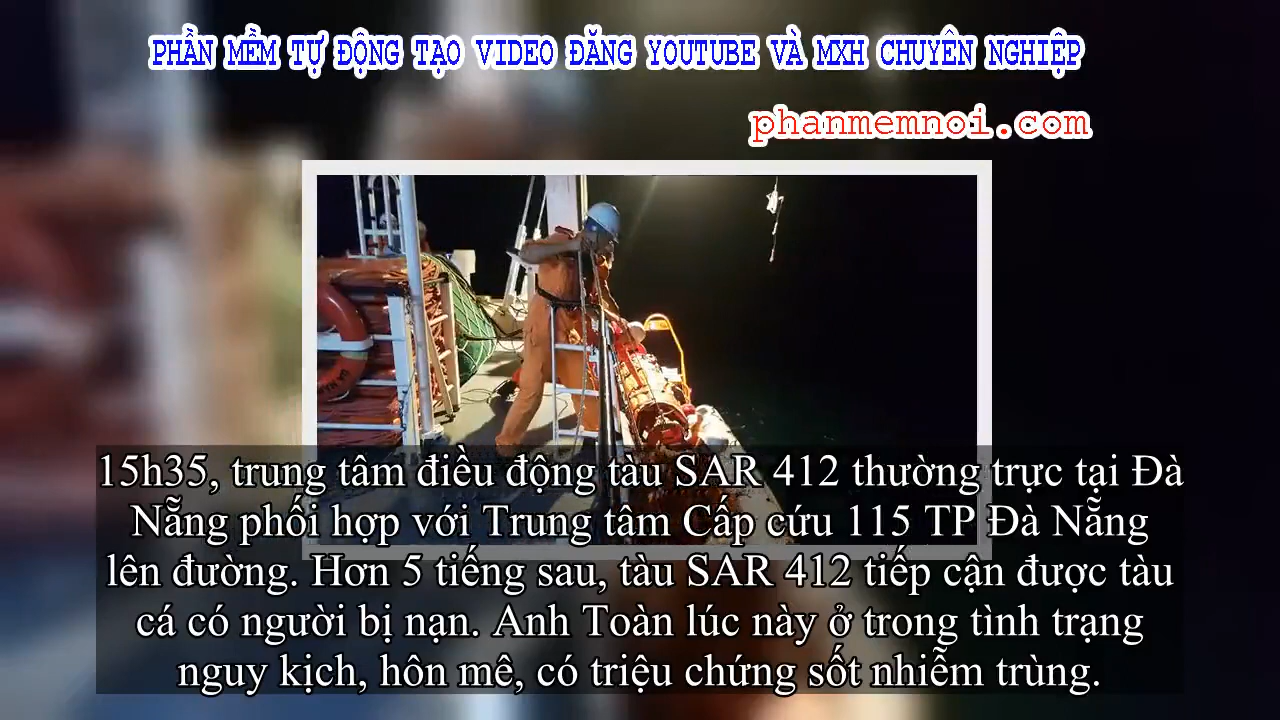 PHẦN MỀM TỰ ĐỘNG TẠO VIDEO ĐĂNG YOUTUBE VÀ MXH CHUYÊN NGHIỆP
phanmemnoi.com
15h35, trung tâm điều động tàu SAR 412 thường trực tại Đà
Nẵng phối hợp với Trung tâm Cấp cứu 115 TP Đà Nẵng
lên đường. Hơn 5 tiếng sau, tàu SAR 412 tiếp cận được tàu
cá có người bị nạn. Anh Toàn lúc này ở trong tình trạng
nguy kịch, hôn mê, có triệu chứng sốt nhiễm trùng.